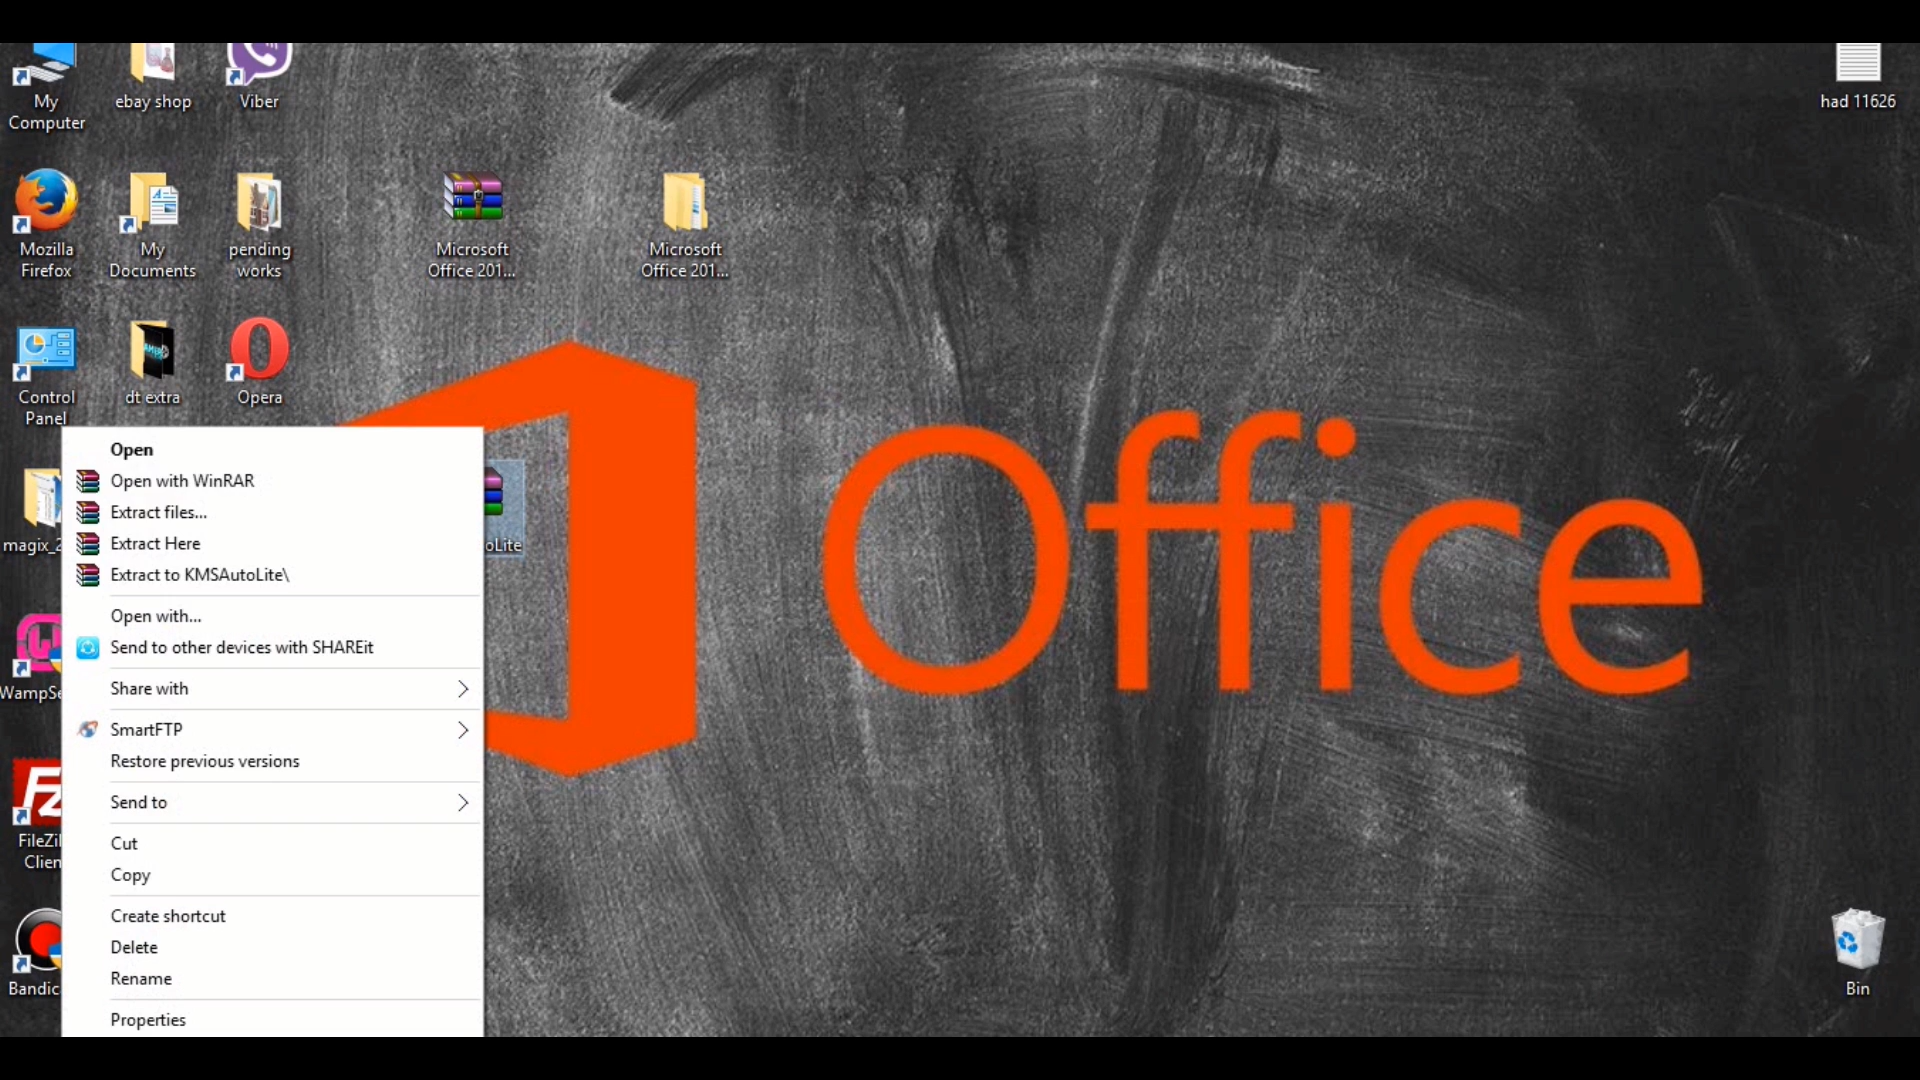 My
Computer
ebay shop
Viber
had 11626
Mozilla
Firefox
My
Documents
pending
works
Microsoft
Office 201...
Microsoft
Office 201...
Control
Panel
dt extra
Opera
Office
magix_2
oLite
WampSe
FileZil
Clien
Bandic
Bin
Open
Open with WinRAR
Extract files...
Extract Here
Extract to KMSAutoLite\
Open with...
Send to other devices with SHAREit
Share with
SmartFTP
Restore previous versions
Send to
Cut
Copy
Create shortcut
Delete
Rename
Properties